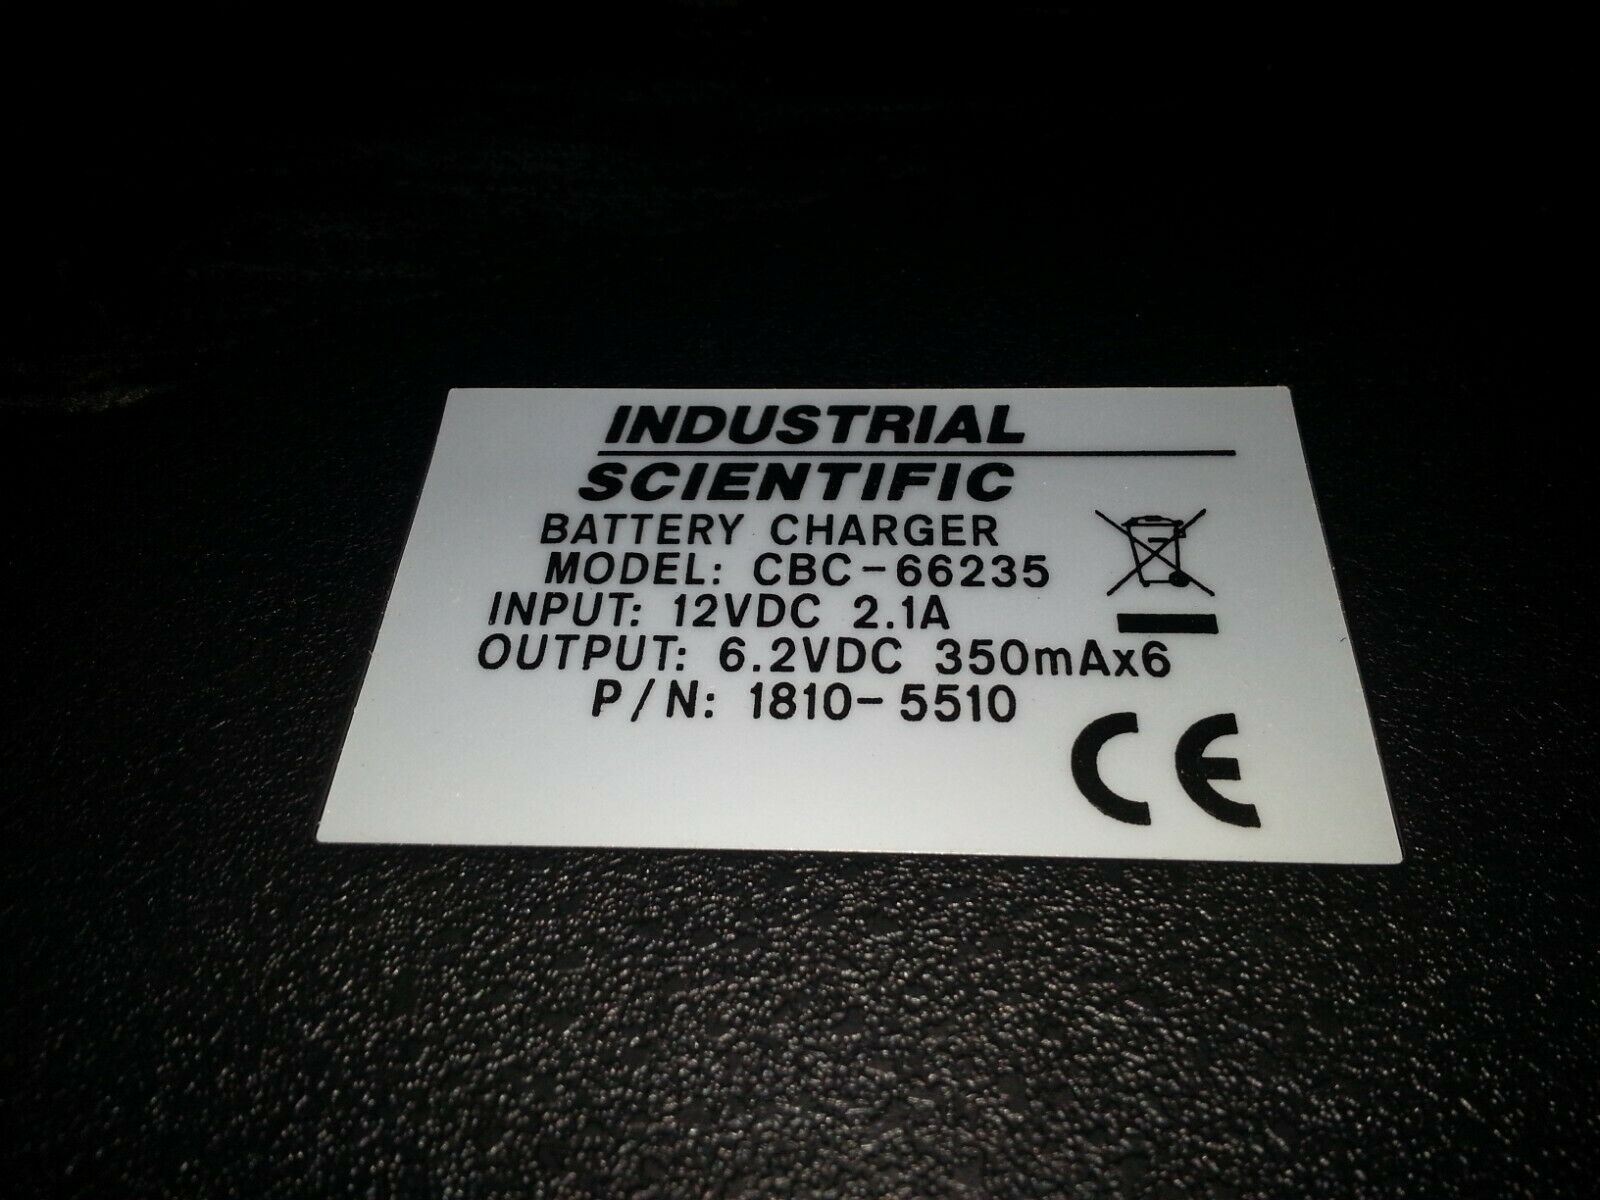 INDUSTRIAL
SCIENTIFIC
BATTERY CHARGER
MODEL: CBC-66235
INPUT: 12VDC 2.1A
OUTPUT: 6.2VDC 350mAx6
P/N: 1810-5510
CE